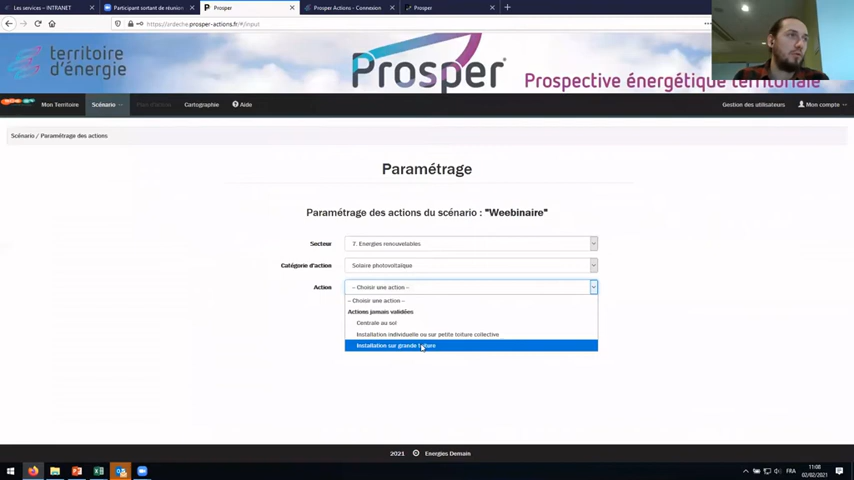 Les services - INTRANET
Participant sortant de réunion
Prosper
Prosper Actions - Connexion
Prosper
https://ardeche.prosper-actions.fr/#/input
territoire
d'énergie
Prosper
Prospective énergétique territoriale
Mon Territoire
Scénario
Plan d'action
Cartographie
Aide
Gestion des utilisateurs
Mon compte
Scénario / Paramétrage des actions
Paramétrage
Paramétrage des actions du scénario : "Weebinaire"
Secteur
7. Energies renouvelables
Catégorie d'action
Solaire photovoltaïque
Action
-- Choisir une action --
-- Choisir une action --
Actions jamais validées
Centrale au sol
Installation individuelle ou sur petite toiture collective
Installation sur grande toiture
2021
Energies Demain
FRA
11:08
02/02/2021